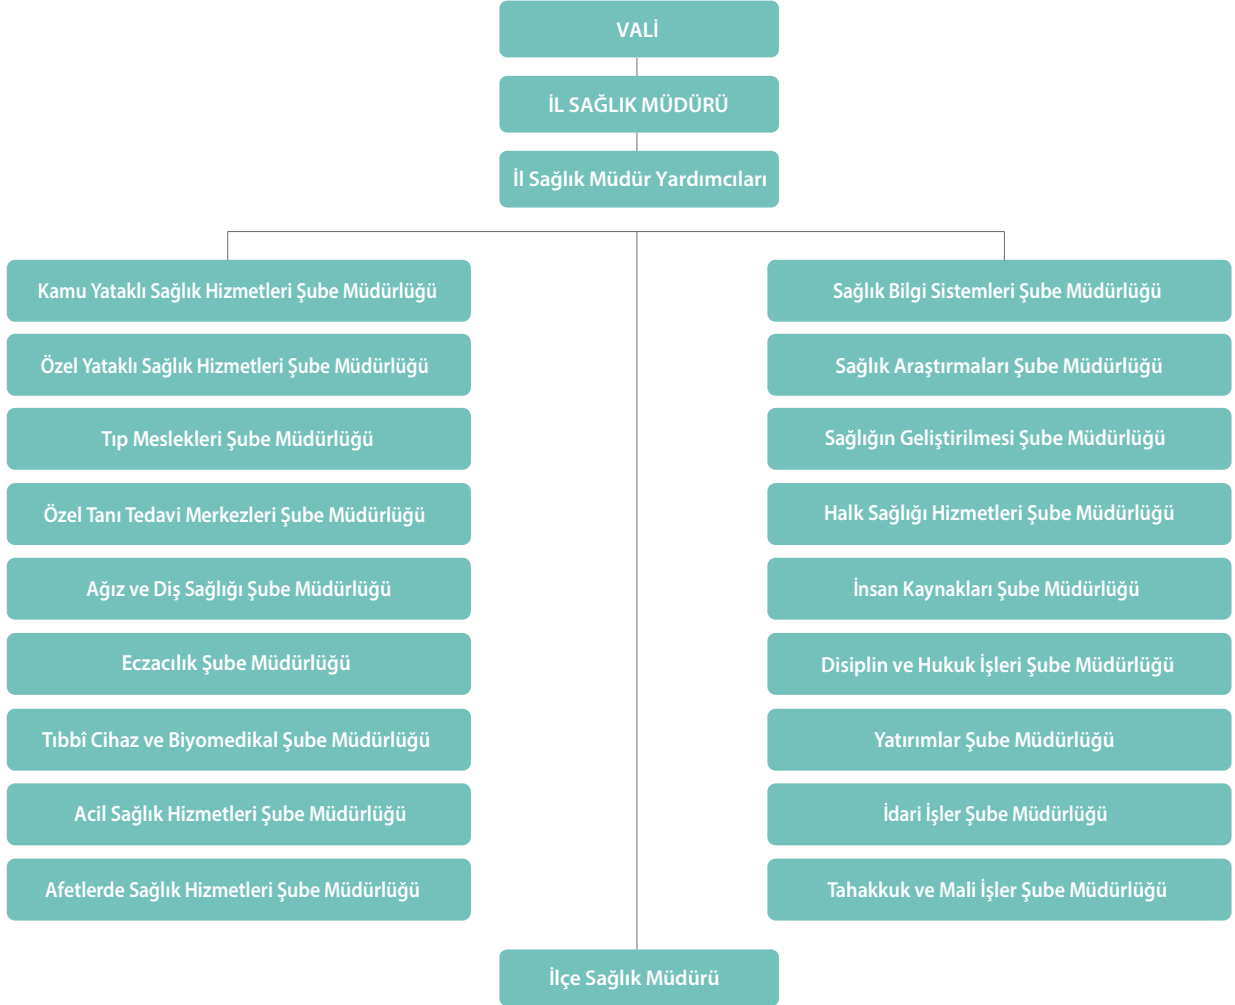 VALİ
İL SAĞLIK MÜDÜRÜ
İl Sağlık Müdür Yardımcıları
Kamu Yataklı Sağlık Hizmetleri Şube Müdürlüğü
Özel Yataklı Sağlık Hizmetleri Şube Müdürlüğü
Tıp Meslekleri Şube Müdürlüğü
Özel Tanı Tedavi Merkezleri Şube Müdürlüğü
Ağız ve Diş Sağlığı Şube Müdürlüğü
Eczacılık Şube Müdürlüğü
Tıbbî Cihaz ve Biyomedikal Şube Müdürlüğü
Acil Sağlık Hizmetleri Şube Müdürlüğü
Afetlerde Sağlık Hizmetleri Şube Müdürlüğü
Sağlık Bilgi Sistemleri Şube Müdürlüğü
Sağlık Araştırmaları Şube Müdürlüğü
Sağlığın Geliştirilmesi Şube Müdürlüğü
Halk Sağlığı Hizmetleri Şube Müdürlüğü
İnsan Kaynakları Şube Müdürlüğü
Disiplin ve Hukuk İşleri Şube Müdürlüğü
Yatırımlar Şube Müdürlüğü
İdari İşler Şube Müdürlüğü
Tahakkuk ve Mali İşler Şube Müdürlüğü
İlçe Sağlık Müdürü